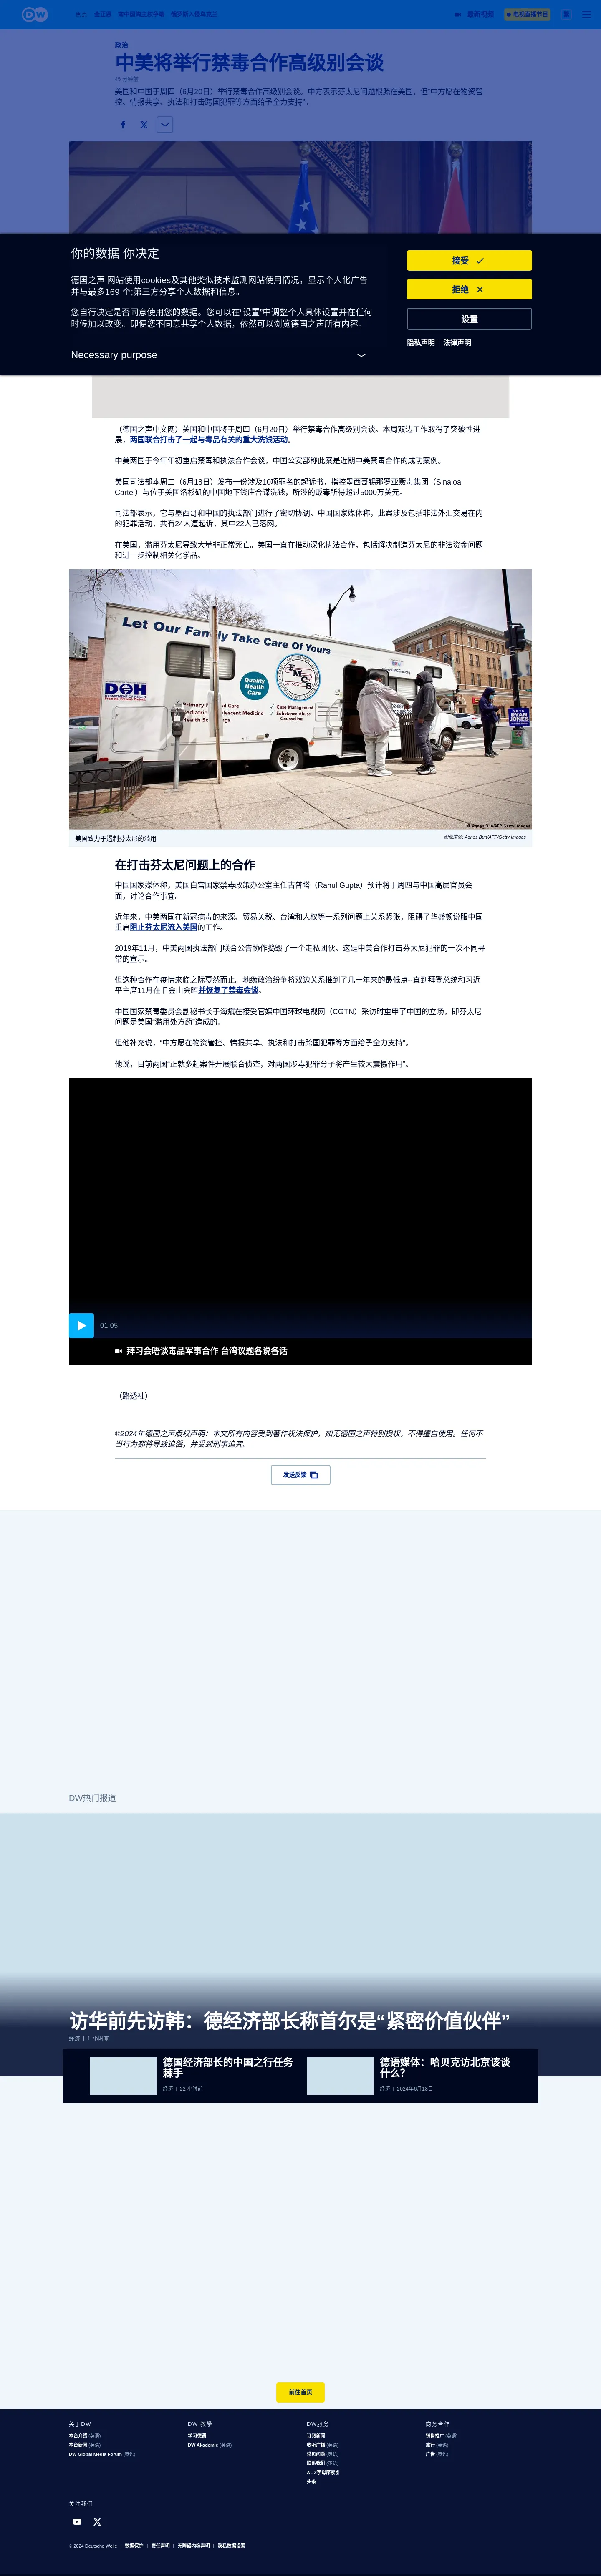 DW
焦点 金正恩 德中围绕北极争端 俄罗斯人情乌克兰
最新视频
电视直播节目
政治
中美将举行禁毒合作高级别会谈
美国和中国于周四（6月20日）举行禁毒合作高级别会谈。中方表示芬太尼问题根源在美国，但“中方愿在物资管
控、情报共享、执法和打击跨国犯罪等方面给予全力支持”。
你的数据 你决定
德国之声¹网站使用cookies及其他类似技术监测网站使用情况，显示个人化广告
并与最多169 个;第三方分享个人数据和信息。
您自行决定是否同意使用您的数据。您可以在“设置”中调整个人具体设置并在任何
时候加以改变。即便您不同意共享个人数据，依然可以浏览德国之声所有内容。
Necessary purpose
接受
拒绝
设置
隐私声明 | 法律声明
（德国之声中文网）美国和中国将于周四（6月20日）举行禁毒合作高级别会谈。本周双边工作取得了突破性进
展，两国联合打击了一起与毒品有关的重大洗钱活动。
中美两国于今年年初重启禁毒和执法合作会谈，中国公安部称此案是近期中美禁毒合作的成功案例。
美国司法部本周二（6月18日）发布一份涉及10项罪名的起诉书，指控墨西哥锡那罗亚贩毒集团（Sinaloa
Cartel）与位于美国洛杉矶的中国地下钱庄合谋洗钱，所涉的贩毒所得超过5000万美元。
司法部表示，它与墨西哥和中国的执法部门进行了密切协调。中国国家媒体称，此案涉及包括非法外汇交易在内
的犯罪活动，共有24人遭起诉，其中22人已落网。
在美国，滥用芬太尼导致大量非正常死亡。美国一直在推动深化执法合作，包括解决制造芬太尼的非法资金问题
和进一步控制相关化学品。
Let Our Family Take Care Of Yours
DOH
Quality
Health
Care
FMCS
Case Management
Substance Abuse
Counseling
VOTE
RYAN
JONES
© Agnes Bun/AFP/Getty Images
美国致力于遏制芬太尼的滥用
图像来源: Agnes Bun/AFP/Getty Images
在打击芬太尼问题上的合作
中国国家媒体称，美国白宫国家禁毒政策办公室主任古普塔（Rahul Gupta）预计将于周四与中国高层官员会
面，讨论合作事宜。
近年来，中美两国在新冠病毒的来源、贸易关税、台湾和人权等一系列问题上关系紧张，阻碍了华盛顿说服中国
重启阻止芬太尼流入美国的工作。
2019年11月，中美两国执法部门联合公告协作捣毁了一个走私团伙。这是中美合作打击芬太尼犯罪的一次不同寻
常的宣示。
但这种合作在疫情来临之际戛然而止。地缘政治纷争将双边关系推到了几十年来的最低点--直到拜登总统和习近
平主席11月在旧金山会晤并恢复了禁毒会谈。
中国国家禁毒委员会副秘书长于海斌在接受官媒中国环球电视网（CGTN）采访时重申了中国的立场，即芬太尼
问题是美国“滥用处方药”造成的。
但他补充说，“中方愿在物资管控、情报共享、执法和打击跨国犯罪等方面给予全力支持”。
他说，目前两国“正就多起案件开展联合侦查，对两国涉毒犯罪分子将产生较大震慑作用”。
01:05
拜习会晤谈毒品军事合作 台湾议题各说各话
（路透社）
©2024年德国之声版权声明：本文所有内容受到著作权法保护，如无德国之声特别授权，不得擅自使用。任何不
当行为都将导致追偿，并受到刑事追究。
发送反馈
DW热门报道
访华前先访韩：德经济部长称首尔是“紧密价值伙伴”
经济 | 1 小时前
德国经济部长的中国之行任务
棘手
经济 | 22 小时前
德语媒体：哈贝克访北京该谈
什么？
经济 | 2024年6月18日
前往首页
关于DW
本台介绍 (英语)
本台新闻 (英语)
DW Global Media Forum (英语)
DW 教學
学习德语
DW Akademie (英语)
DW服务
订阅新闻
收听广播 (英语)
常见问题 (英语)
联系我们 (英语)
A - Z字母序索引
头条
商务合作
销售推广 (英语)
旅行 (英语)
广告 (英语)
关注我们
© 2024 Deutsche Welle | 数据保护 | 责任声明 | 无障碍内容声明 | 隐私数据设置